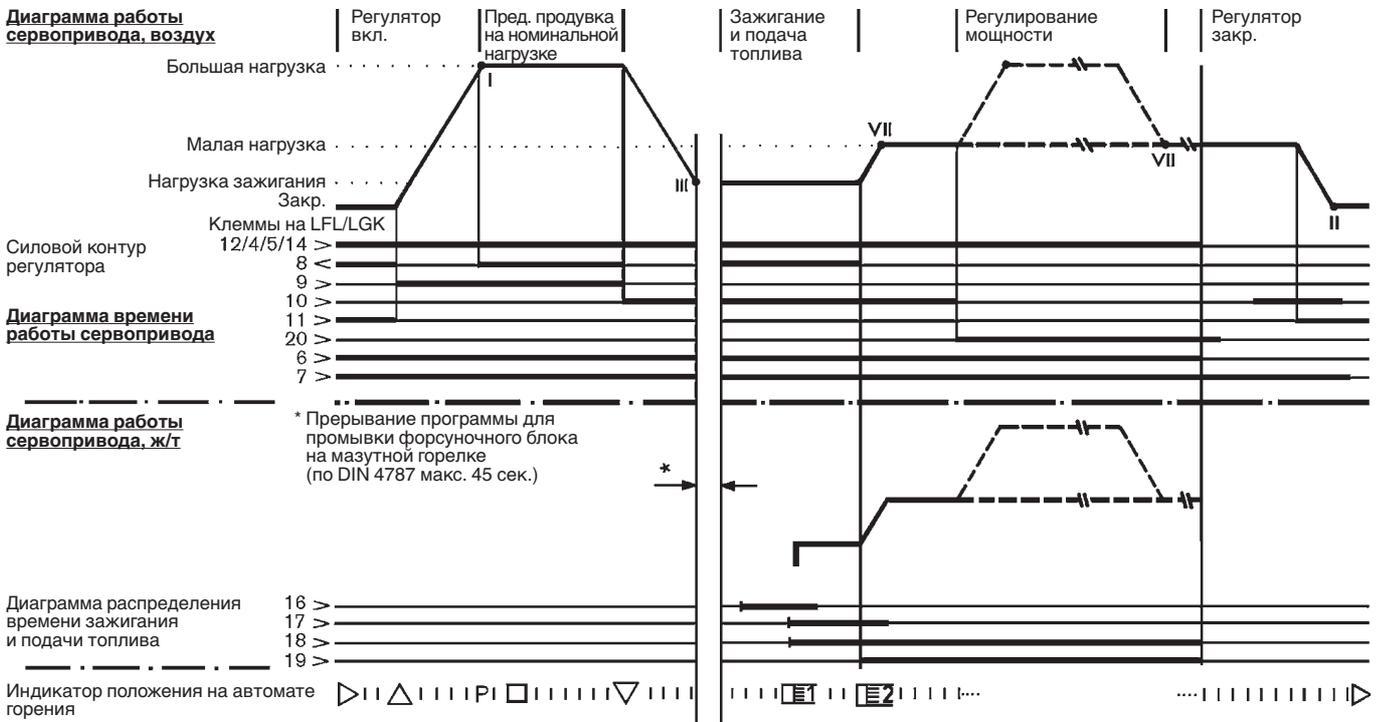 Диаграмма работы
сервопривода, воздух
Регулятор
вкл.
Пред. продувка
на номинальной
нагрузке
Зажигание
и подача
топлива
Регулирование
мощности
Регулятор
закр.
Большая нагрузка
I
Малая нагрузка
VII
VII
Нагрузка зажигания
III
Закр.
II
Клеммы на LFL/LGK
Силовой контур
регулятора
12/4/5/14 >
8 <
9 >
10 >
Диаграмма времени
работы сервопривода
11 >
20 >
6 >
7 >
Диаграмма работы
сервопривода, ж/т
* Прерывание программы для
промывки форсуночного блока
на мазутной горелке
(по DIN 4787 макс. 45 сек.)
*
Диаграмма распределения
времени зажигания
и подачи топлива
16 >
17 >
18 >
19 >
Индикатор положения на автомате
горения
P
1
2